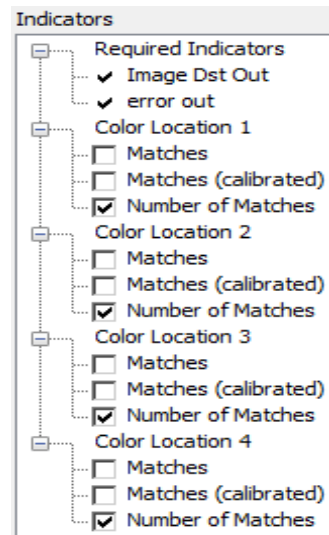 Indicators
Required Indicators
Image Dst Out
error out
Color Location 1
Matches
Matches (calibrated)
Number of Matches
Color Location 2
Matches
Matches (calibrated)
Number of Matches
Color Location 3
Matches
Matches (calibrated)
Number of Matches
Color Location 4
Matches
Matches (calibrated)
Number of Matches